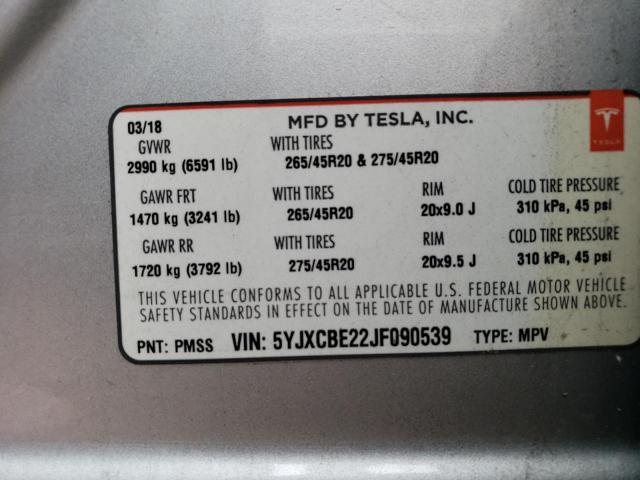 03/18 MFD BY TESLA, INC.
TESLA
GVWR WITH TIRES
2990 kg (6591 lb) 265/45R20 & 275/45R20
GAWR FRT WITH TIRES RIM COLD TIRE PRESSURE
1470 kg (3241 lb) 265/45R20 20x9.0 J 310 kPa, 45 psi
GAWR RR WITH TIRES RIM COLD TIRE PRESSURE
1720 kg (3792 lb) 275/45R20 20x9.5 J 310 kPa, 45 psi
THIS VEHICLE CONFORMS TO ALL APPLICABLE U.S. FEDERAL MOTOR VEHICLE
SAFETY STANDARDS IN EFFECT ON THE DATE OF MANUFACTURE SHOWN ABOVE.
PNT: PMSS VIN: 5YJXCBE22JF090539 TYPE: MPV